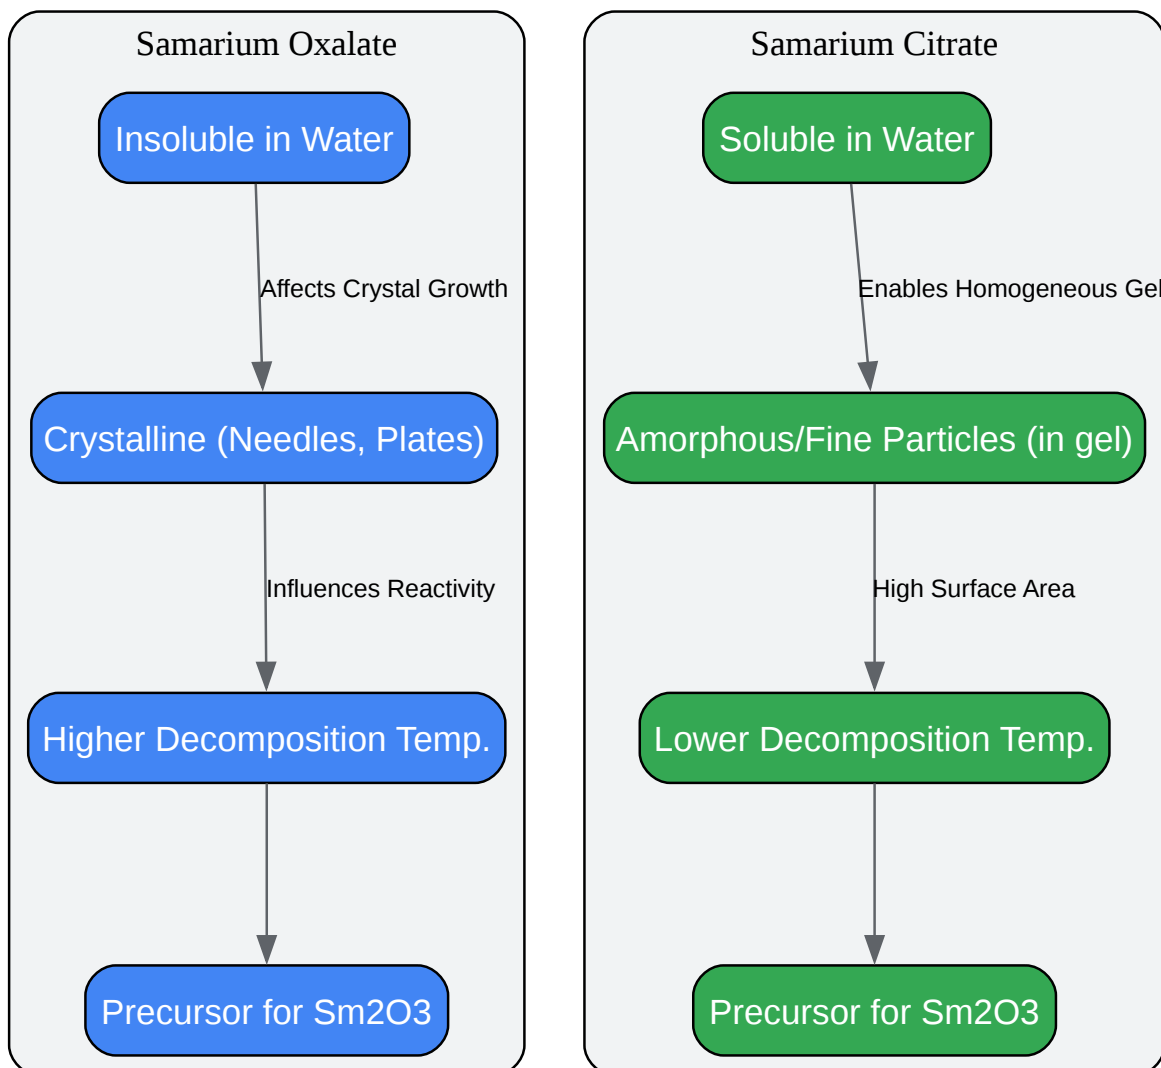 Samarium Oxalate
Insoluble in Water
Affects Crystal Growth
Crystalline (Needles, Plates)
Influences Reactivity
Higher Decomposition Temp.
Precursor for Sm2O3
Samarium Citrate
Soluble in Water
Enables Homogeneous Gel
Amorphous/Fine Particles (in gel)
High Surface Area
Lower Decomposition Temp.
Precursor for Sm2O3